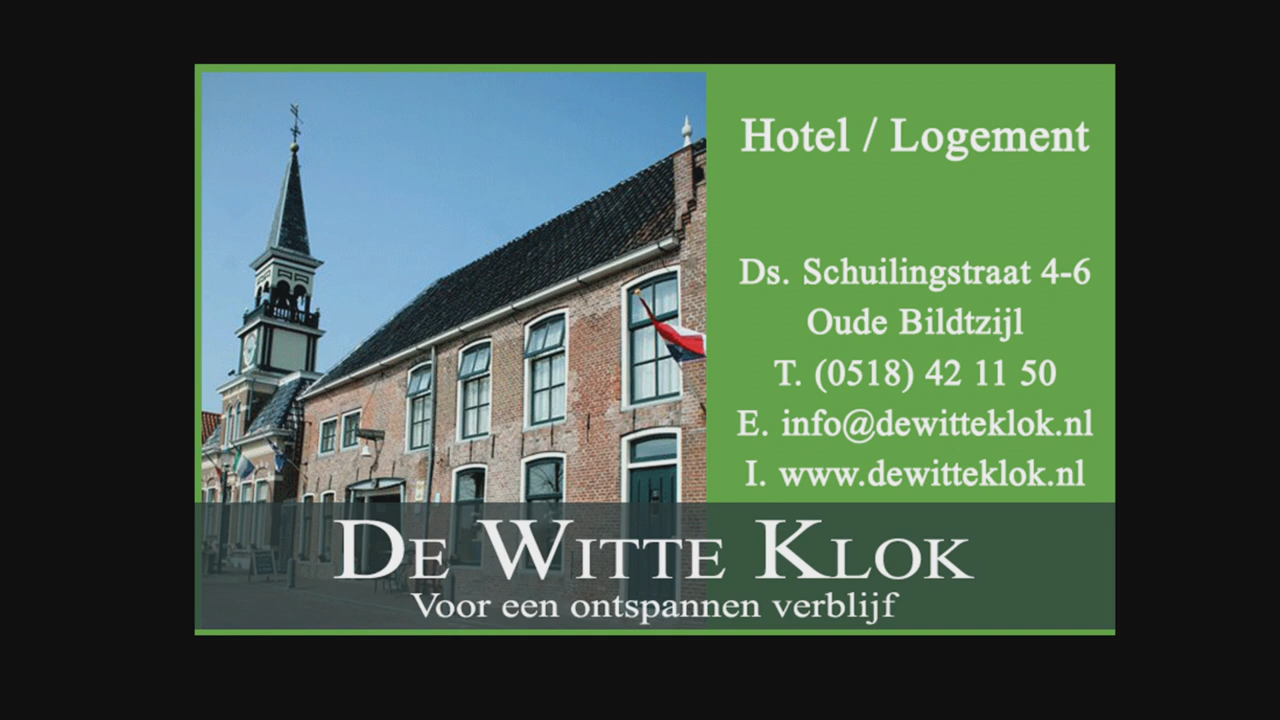 Hotel / Logement
Ds. Schuilingstraat 4-6
Oude Bildtzijl
T. (0518) 42 11 50
E. info@dewitteklok.nl
I. www.dewitteklok.nl
De Witte Klok
Voor een ontspannen verblijf